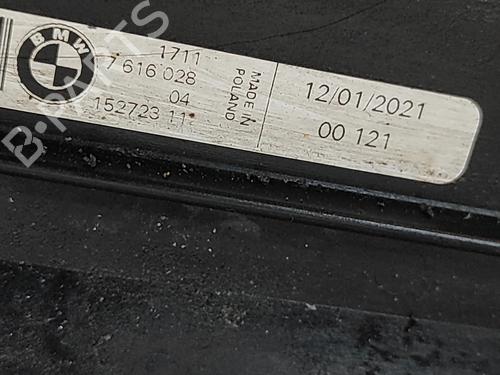 BMW
1711
7 616 028
04
152723 11
MADE IN
POLAND
12/01/2021
00 121
B-PARTS